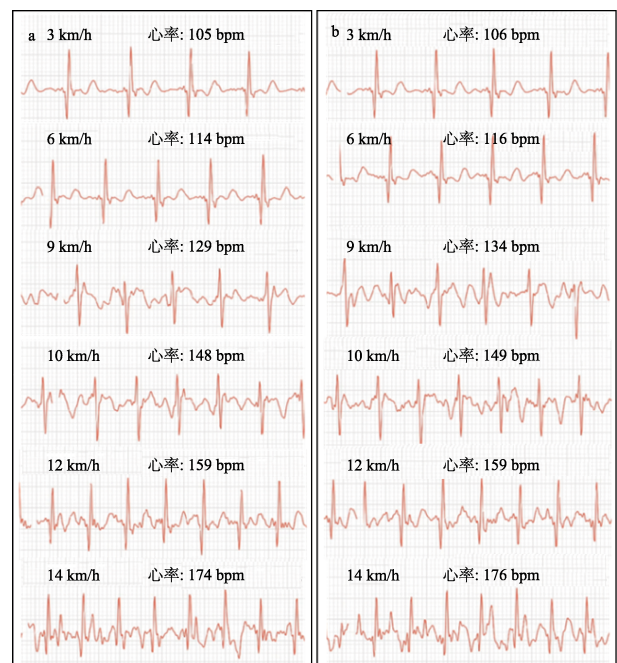 a 3 km/h 心率: 105 bpm
6 km/h 心率: 114 bpm
9 km/h 心率: 129 bpm
10 km/h 心率: 148 bpm
12 km/h 心率: 159 bpm
14 km/h 心率: 174 bpm
b 3 km/h 心率: 106 bpm
6 km/h 心率: 116 bpm
9 km/h 心率: 134 bpm
10 km/h 心率: 149 bpm
12 km/h 心率: 159 bpm
14 km/h 心率: 176 bpm